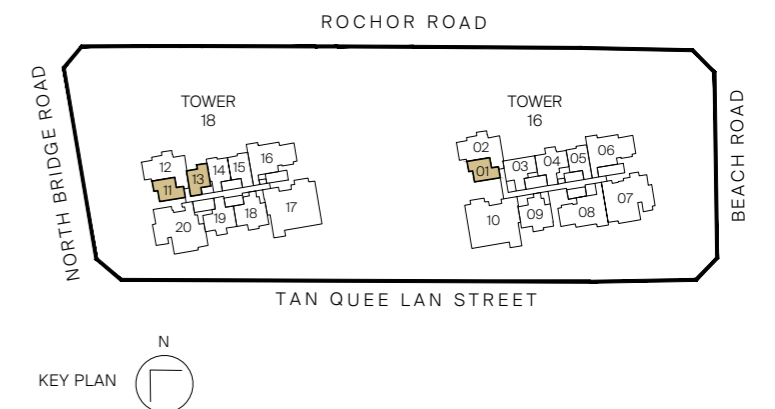 ROCHOR ROAD
NORTH BRIDGE ROAD
BEACH ROAD
TOWER
18
12
11
13
14
15
16
20
19
18
17
TOWER
16
02
01
03
04
05
06
10
09
08
07
TAN QUEE LAN STREET
N
KEY PLAN